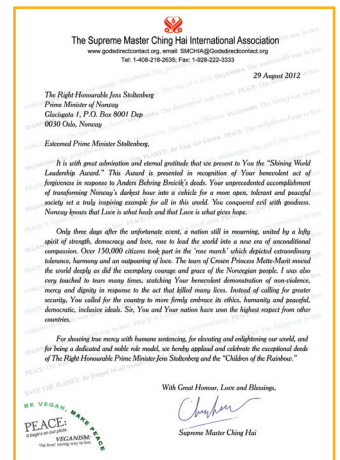 The Supreme Master Ching Hai International Association
www.godsdirectcontact.org, email: SMCHIA@Godsdirectcontact.org
Tel: 1-408-218-2635; Fax: 1-928-222-3333
29 August 2012
The Right Honourable Jens Stoltenberg
Prime Minister of Norway
Glacisgata 1, P.O. Box 8001 Dep
0030 Oslo, Norway
Esteemed Prime Minister Stoltenberg,
It is with great admiration and eternal gratitude that we present to You the "Shining World
Leadership Award." This Award is presented in recognition of Your benevolent act of
forgiveness in response to Anders Behring Breivik's deeds. Your unprecedented accomplishment
of transforming Norway's darkest hour into a vehicle for a more open, tolerant and peaceful
society set a truly inspiring example for all in this world. You conquered evil with goodness.
Norway knows that Love is what heals and that Love is what gives hope.
Only three days after the unfortunate event, a nation still in mourning, united by a lofty
spirit of strength, democracy and love, rose to lead the world into a new era of unconditional
compassion. Over 150,000 citizens took part in the 'rose march' which depicted extraordinary
tolerance, harmony and an outpouring of love. The tears of Crown Princess Mette-Marit moved
the world deeply as did the exemplary courage and grace of the Norwegian people. I was also
very touched to tears many times, watching Your benevolent demonstration of non-violence,
mercy and dignity in response to the act that killed many lives. Instead of calling for greater
security, You called for the country to more firmly embrace its ethics, humanity and peaceful,
democratic, inclusive ideals. Sir, You and Your nation have won the highest respect from other
countries.
For showing true mercy with humane sentencing, for elevating and enlightening our world, and
for being a dedicated and noble role model, we hereby applaud and celebrate the exceptional deeds
of The Right Honourable Prime Minister Jens Stoltenberg and the "Children of the Rainbow."
With Great Honour, Love and Blessings,
Supreme Master Ching Hai
BE VEGAN, MAKE PEACE
PEACE:
it begins on our plates.
VEGANISM:
the lives' saving way to live